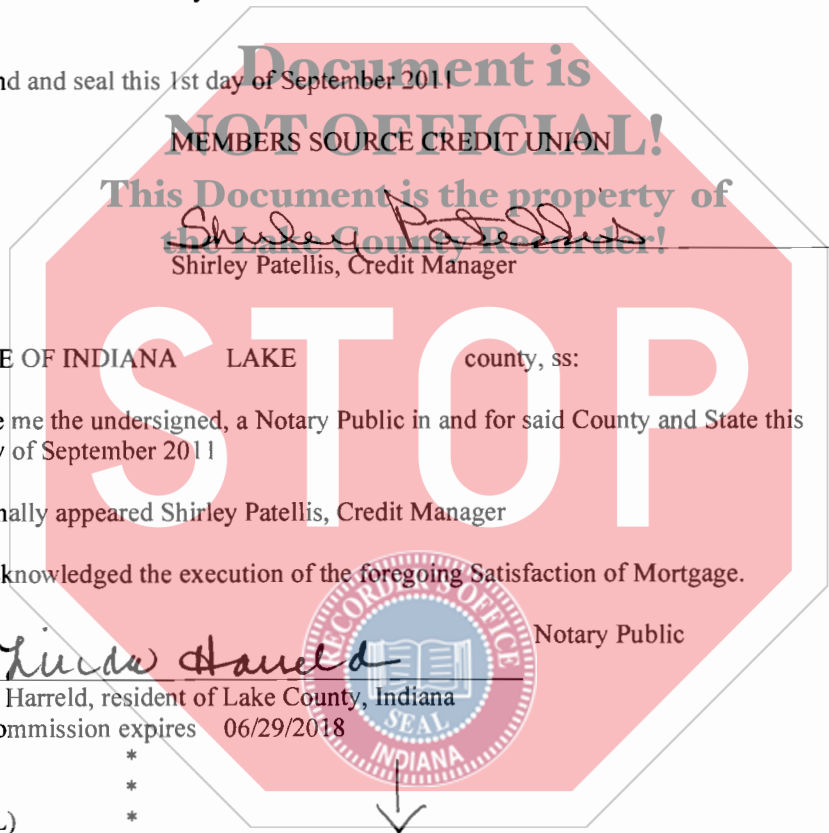 nd and seal this 1st day of September 2011
Document is
NOT OFFICIAL!
MEMBERS SOURCE CREDIT UNION
This Document is the property of
the Lake County Recorder!
Shirley Patellis
Shirley Patellis, Credit Manager
STOP
E OF INDIANA LAKE county, ss:
e me the undersigned, a Notary Public in and for said County and State this
y of September 2011
nally appeared Shirley Patellis, Credit Manager
knowledged the execution of the foregoing Satisfaction of Mortgage.
RECORDER'S OFFICE
SEAL
INDIANA
Notary Public
Linda Harreld
Harreld, resident of Lake County, Indiana
ommission expires 06/29/2018
*
*
L) *